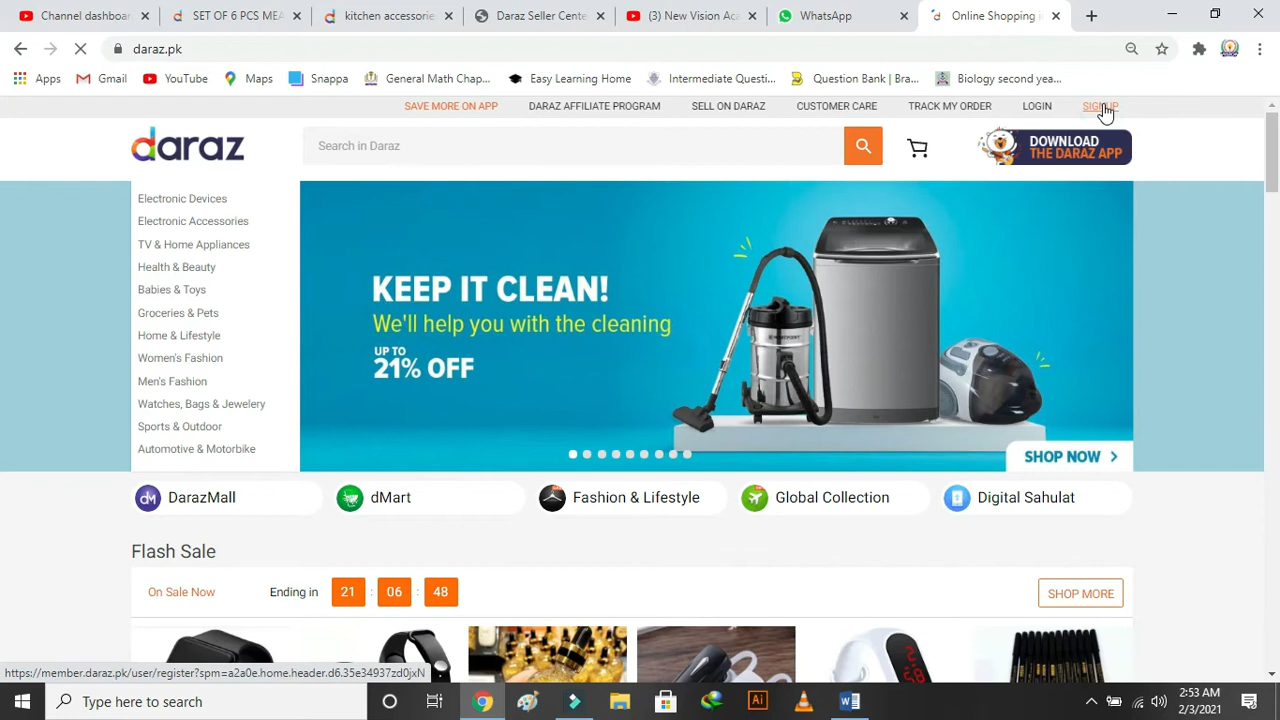 Channel dashboar
SET OF 6 PCS MEA
kitchen accessories
Daraz Seller Cente
(3) New Visions Aca
WhatsApp
Online Shopping i
daraz.pk
Apps
Gmail
YouTube
Maps
Snappa
General Math Chap...
Easy Learning Home
Intermediate Questi...
Question Bank | Bra...
Biology second yea...
SAVE MORE ON APP
DARAZ AFFILIATE PROGRAM
SELL ON DARAZ
CUSTOMER CARE
TRACK MY ORDER
LOGIN
SIGNUP
daraz
Search in Daraz
DOWNLOAD
THE DARAZ APP
Electronic Devices
Electronic Accessories
TV & Home Appliances
Health & Beauty
Babies & Toys
Groceries & Pets
Home & Lifestyle
Women's Fashion
Men's Fashion
Watches, Bags & Jewelery
Sports & Outdoor
Automotive & Motorbike
KEEP IT CLEAN!
We'll help you with the cleaning
UP TO
21% OFF
SHOP NOW
DarazMall
dMart
Fashion & Lifestyle
Global Collection
Digital Sahulat
Flash Sale
On Sale Now
Ending in
21 : 06 : 48
SHOP MORE
https://member.daraz.pk/user/register?spm=a2a0e.home.header.d6.35e34937zd0jxN
Type here to search
2:53 AM
2/3/2021